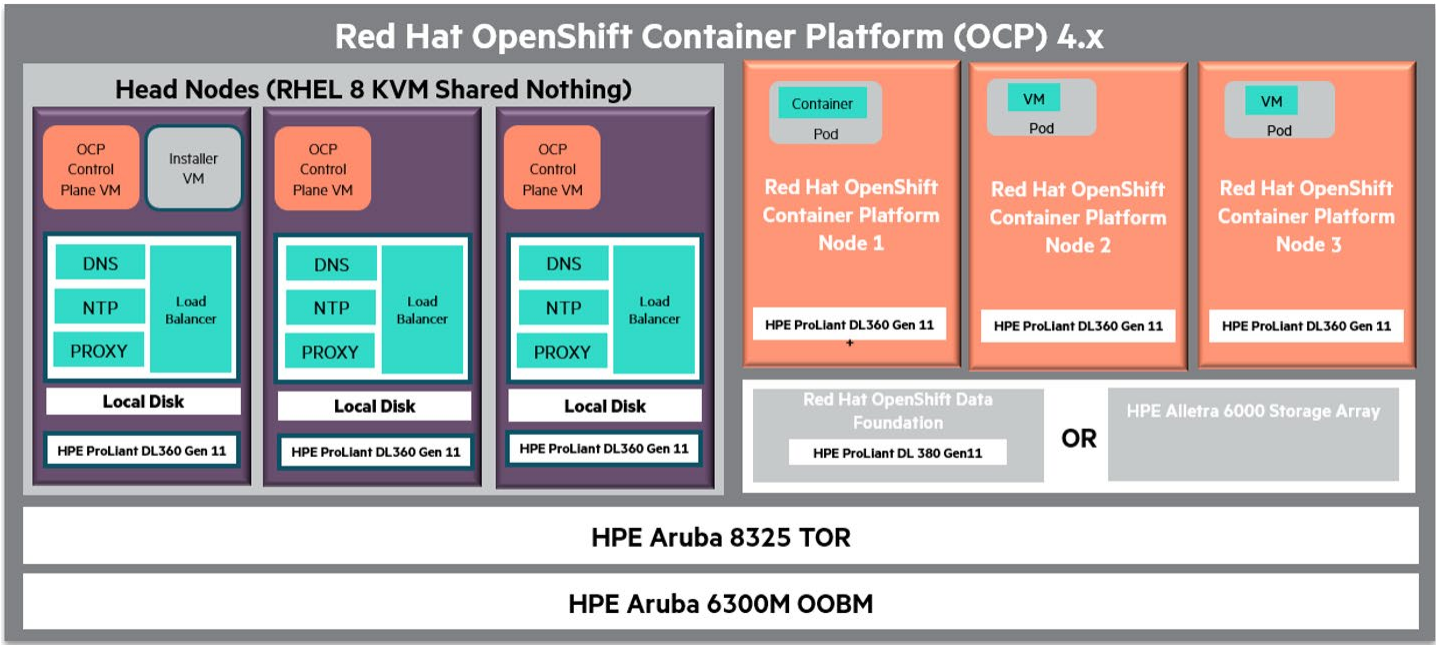 Red Hat OpenShift Container Platform (OCP) 4.x
Head Nodes (RHEL 8 KVM Shared Nothing)
OCP
Control
Plane VM
Installer
VM
DNS
NTP
PROXY
Load
Balancer
Local Disk
HPE ProLiant DL360 Gen 11
OCP
Control
Plane VM
DNS
NTP
PROXY
Load
Balancer
Local Disk
HPE ProLiant DL360 Gen 11
OCP
Control
Plane VM
DNS
NTP
PROXY
Load
Balancer
Local Disk
HPE ProLiant DL360 Gen 11
Container
Pod
Red Hat OpenShift
Container Platform
Node 1
HPE ProLiant DL360 Gen 11
+
VM
Pod
Red Hat OpenShift
Container Platform
Node 2
HPE ProLiant DL360 Gen 11
VM
Pod
Red Hat OpenShift
Container Platform
Node 3
HPE ProLiant DL360 Gen 11
Red Hat OpenShift Data
Foundation
HPE ProLiant DL 380 Gen11
OR
HPE Alletra 6000 Storage Array
HPE Aruba 8325 TOR
HPE Aruba 6300M OOBM